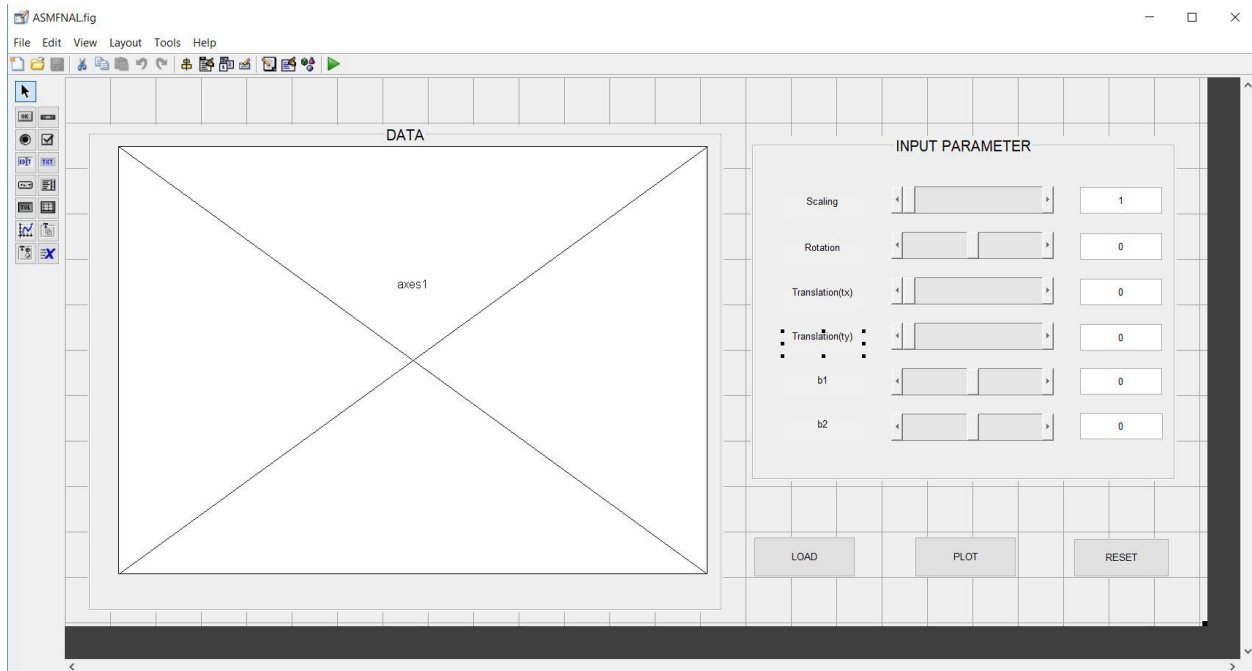 ASMFNAL.fig
File Edit View Layout Tools Help
DATA
axes1
INPUT PARAMETER
Scaling 1
Rotation 0
Translation(tx) 0
Translation(ty) 0
b1 0
b2 0
LOAD PLOT RESET